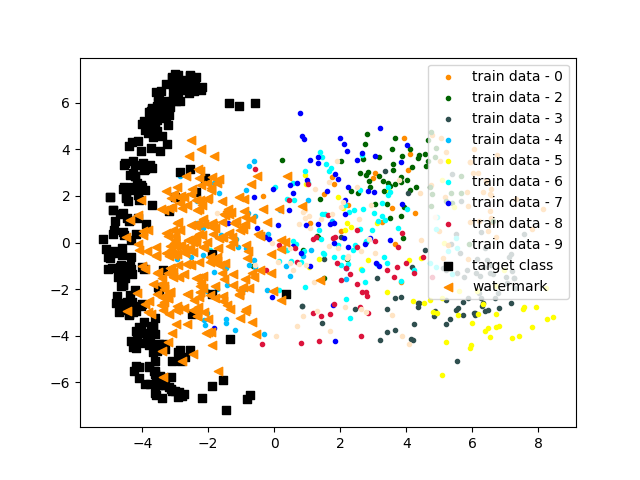 train data - 0
train data - 2
train data - 3
train data - 4
train data - 5
train data - 6
train data - 7
train data - 8
train data - 9
target class
watermark
6
4
2
0
−2
−4
−6
−4 −2 0 2 4 6 8